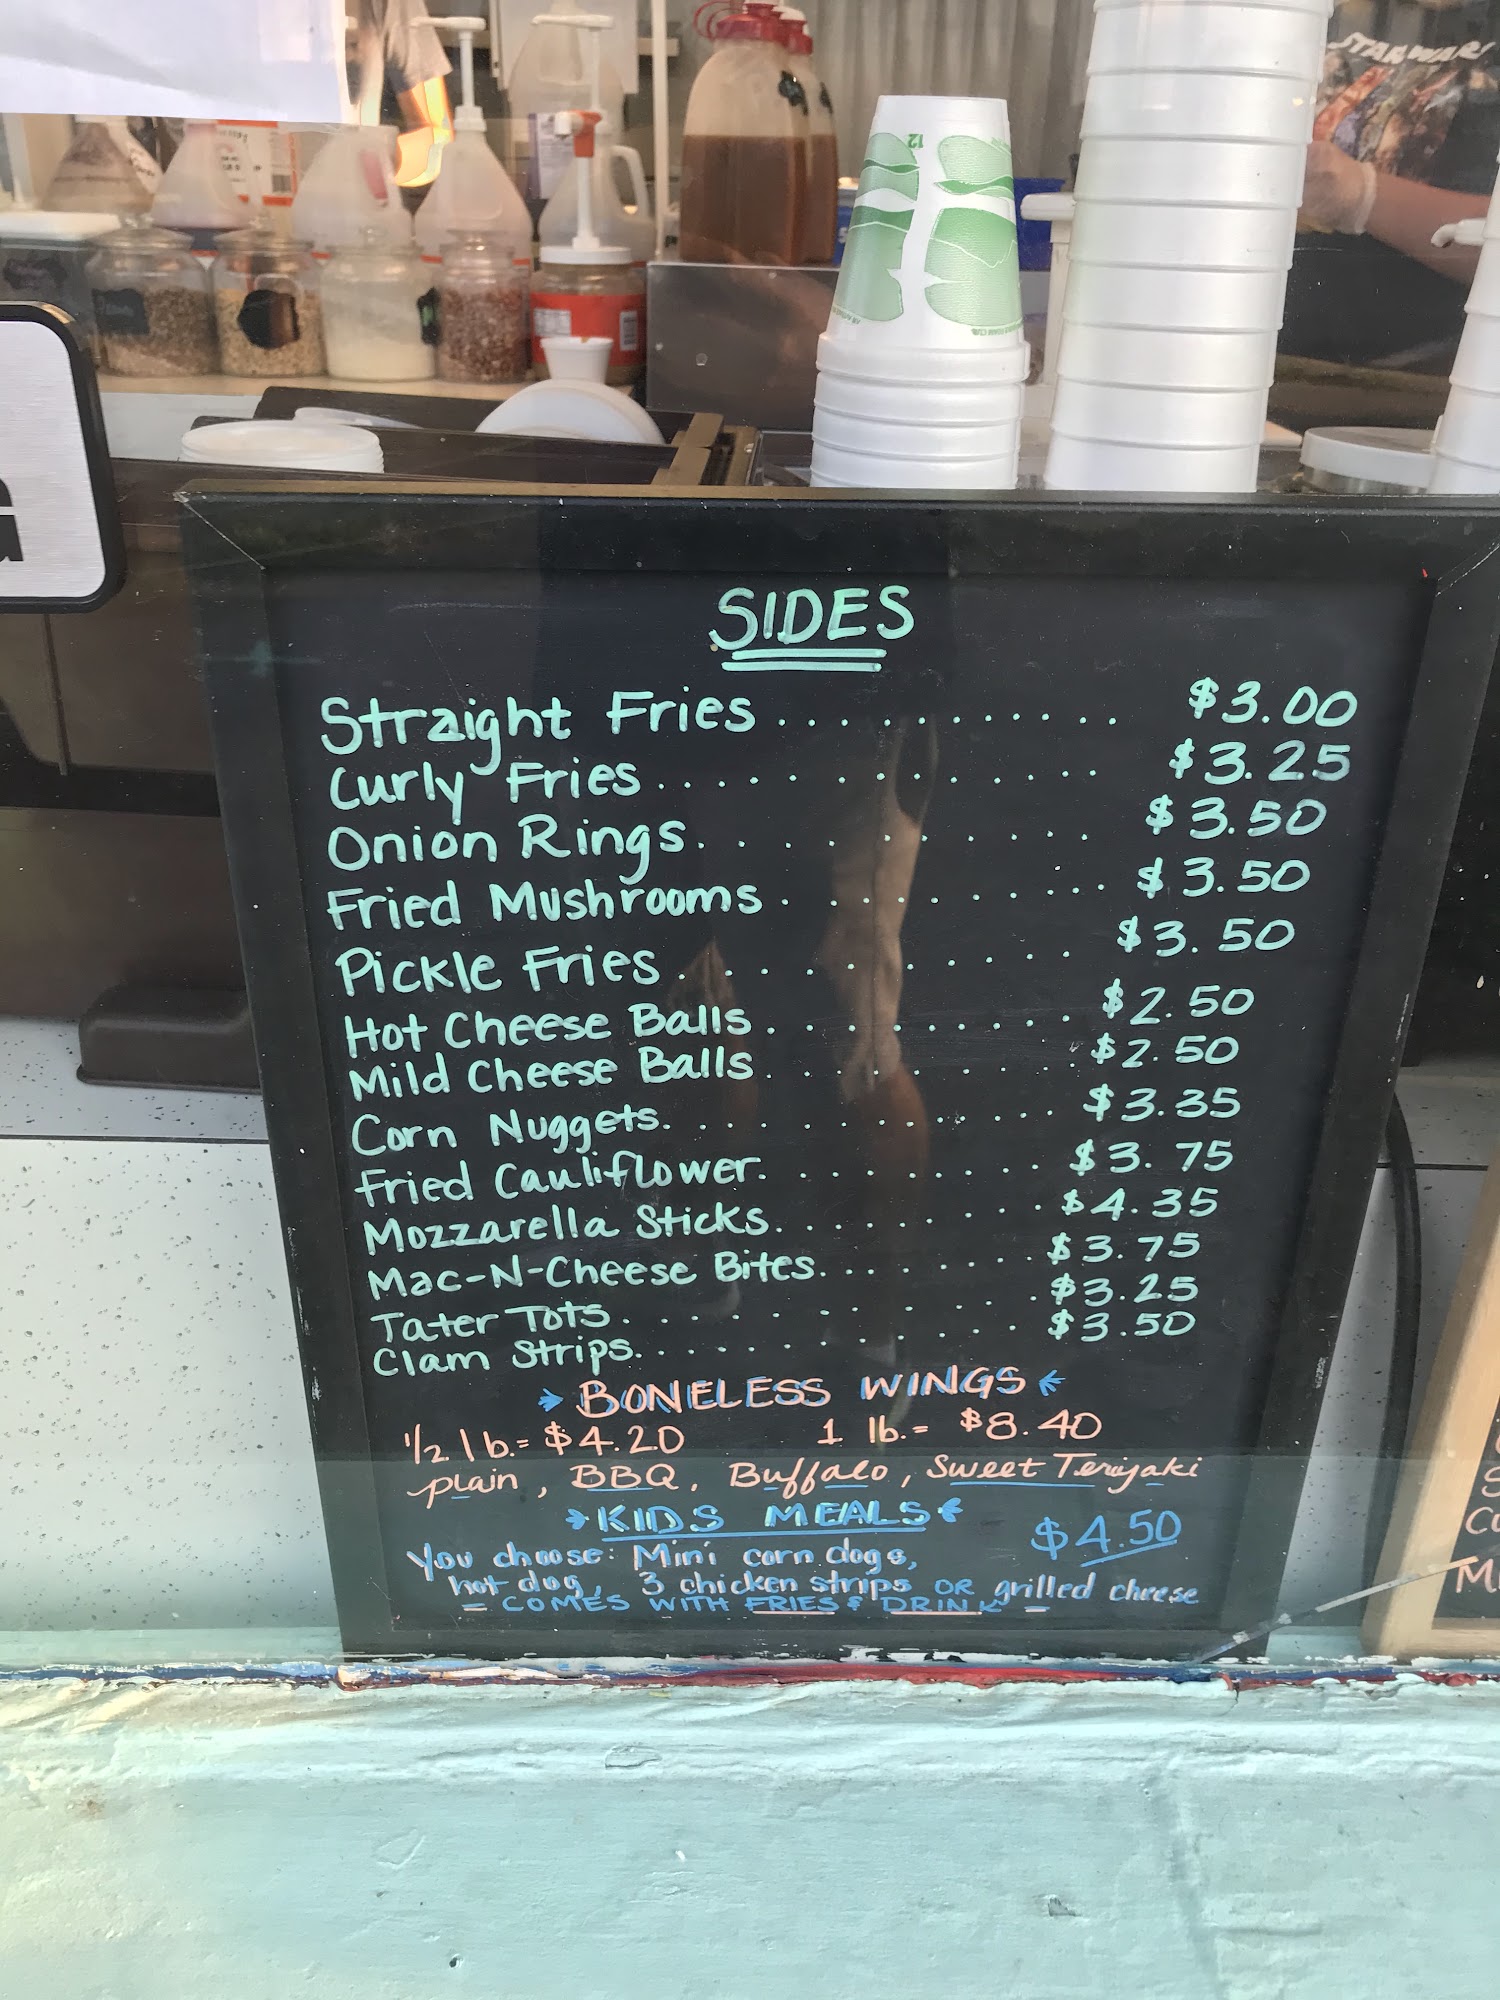 STAR WARS
12
SIDES
Straight Fries ............ $3.00
Curly Fries .............. $3.25
Onion Rings ........... $3.50
Fried Mushrooms .......... $3.50
Pickle Fries ........... $3.50
Hot Cheese Balls .......... $2.50
Mild Cheese Balls .......... $2.50
Corn Nuggets ............ $3.35
Fried Cauliflower .......... $3.75
Mozzarella Sticks ......... $4.35
Mac-N-Cheese Bites ........ $3.75
Tater Tots ............ $3.25
Clam Strips ............ $3.50
BONELESS WINGS
1/2 lb. = $4.20 1 lb. = $8.40
plain, BBQ, Buffalo, Sweet Teriyaki
KIDS MEALS
You choose: Mini corn dogs, $4.50
hot dog, 3 chicken strips OR grilled cheese
= COMES WITH FRIES & DRINK =